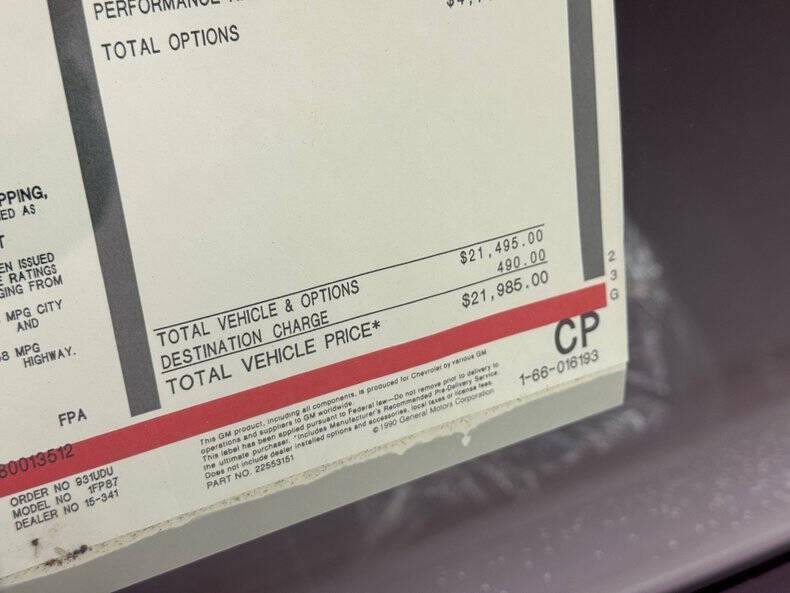 PERFORMANCE
TOTAL OPTIONS
PPING,
ED AS
T
EN ISSUED
RATINGS
GING FROM
MPG CITY
AND
8 MPG
HIGHWAY.
TOTAL VEHICLE & OPTIONS $21,495.00
DESTINATION CHARGE 490.00
TOTAL VEHICLE PRICE* $21,985.00
23G
CP
1-66-016193
FPA
80013512
ORDER NO 931UDU
MODEL NO 1FP87
DEALER NO 15-341
This GM product, including all components, is produced for Chevrolet by various GM
operations and suppliers to GM worldwide.
This label has been applied pursuant to Federal law—Do not remove prior to delivery to
the ultimate purchaser. *Includes Manufacturer's Recommended Pre-Delivery Service.
Does not include dealer installed options and accessories, local taxes or license fees.
PART NO. 22553151
© 1990 General Motors Corporation